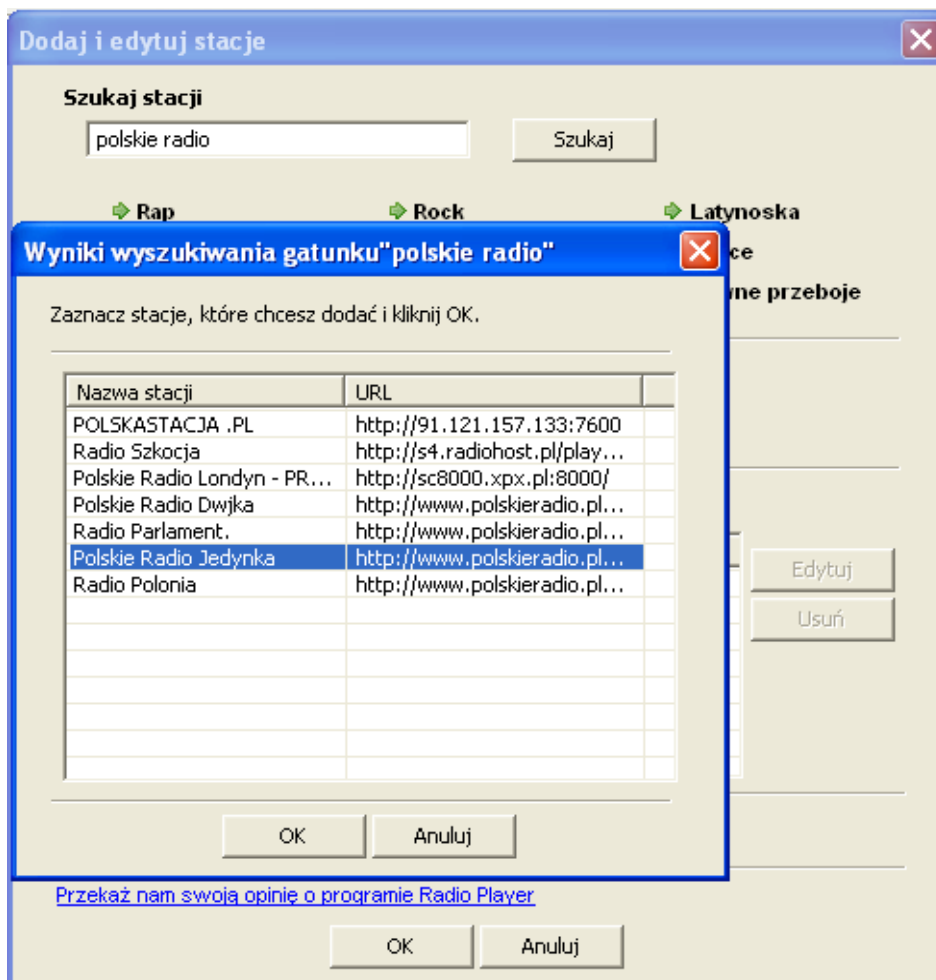 Dodaj i edytuj stacje
Szukaj stacji
polskie radio Szukaj
Rap Rock Latynoska
Wyniki wyszukiwania gatunku"polskie radio"
Zaznacz stacje, które chcesz dodać i kliknij OK.
przeboje
Nazwa stacji URL
POLSKASTACJA .PL http://91.121.157.133:7600
Radio Szkocja http://s4.radiohost.pl/play...
Polskie Radio Londyn - PR... http://sc8000.xpx.pl:8000/
Polskie Radio Dwjka http://www.polskieradio.pl...
Radio Parlament. http://www.polskieradio.pl...
Polskie Radio Jedynka http://www.polskieradio.pl...
Radio Polonia http://www.polskieradio.pl...
Edytuj
Usuń
OK Anuluj
Przekaż nam swoją opinię o programie Radio Player
OK Anuluj